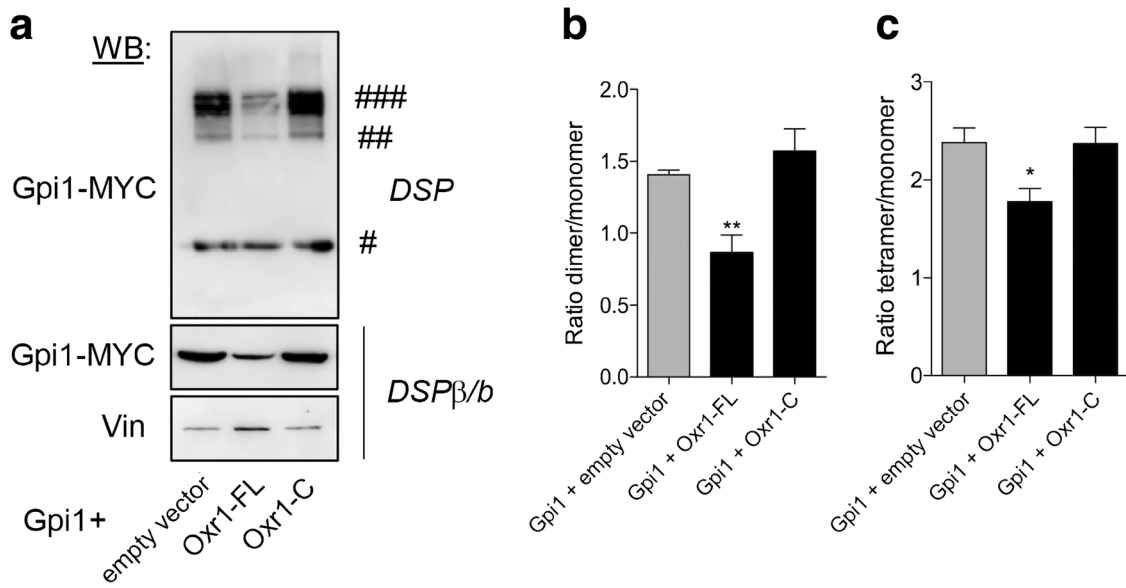 a
WB:
###
##
Gpi1-MYC
DSP
#
Gpi1-MYC
DSPβ/b
Vin
Gpi1+
empty vector
Oxr1-FL
Oxr1-C
b
Ratio dimer/monomer
2.0
1.5
1.0
0.5
0.0
**
Gpi1 + empty vector
Gpi1 + Oxr1-FL
Gpi1 + Oxr1-C
c
Ratio tetramer/monomer
3
2
1
0
*
Gpi1 + empty vector
Gpi1 + Oxr1-FL
Gpi1 + Oxr1-C